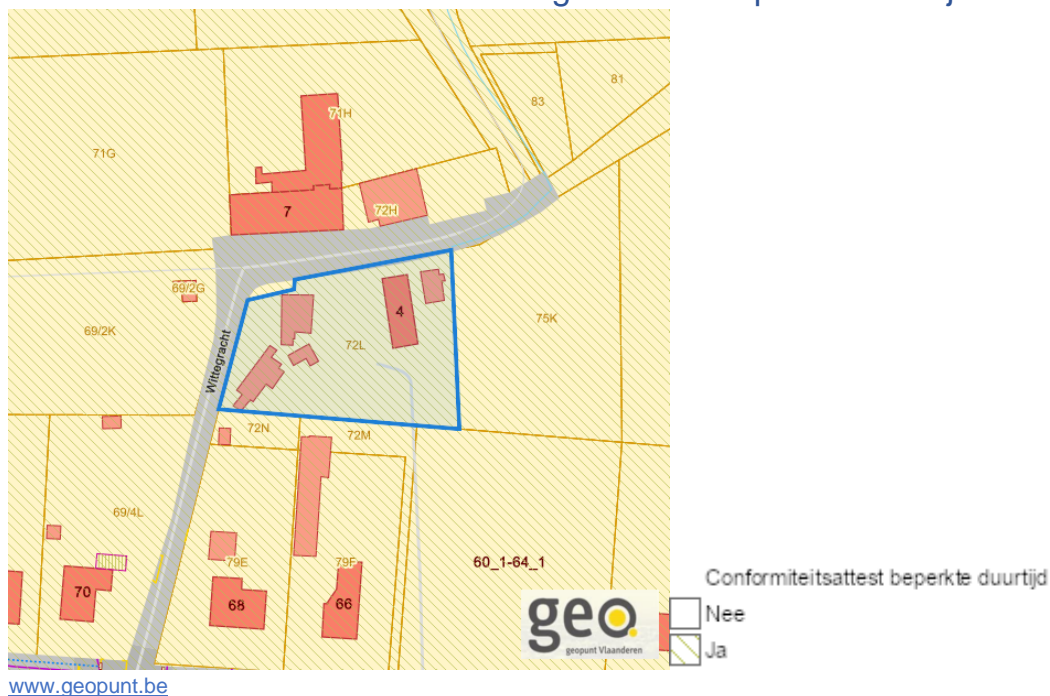 71H
81
83
71G
7
72H
69/2G
4
75K
69/2K
Wittegracht
72L
72N
72M
69/4L
79E
79F
60_1-64_1
70
68
66
geo
geopunt Vlaanderen
Conformiteitsattest beperkte duurtijd
Nee
Ja
www.geopunt.be